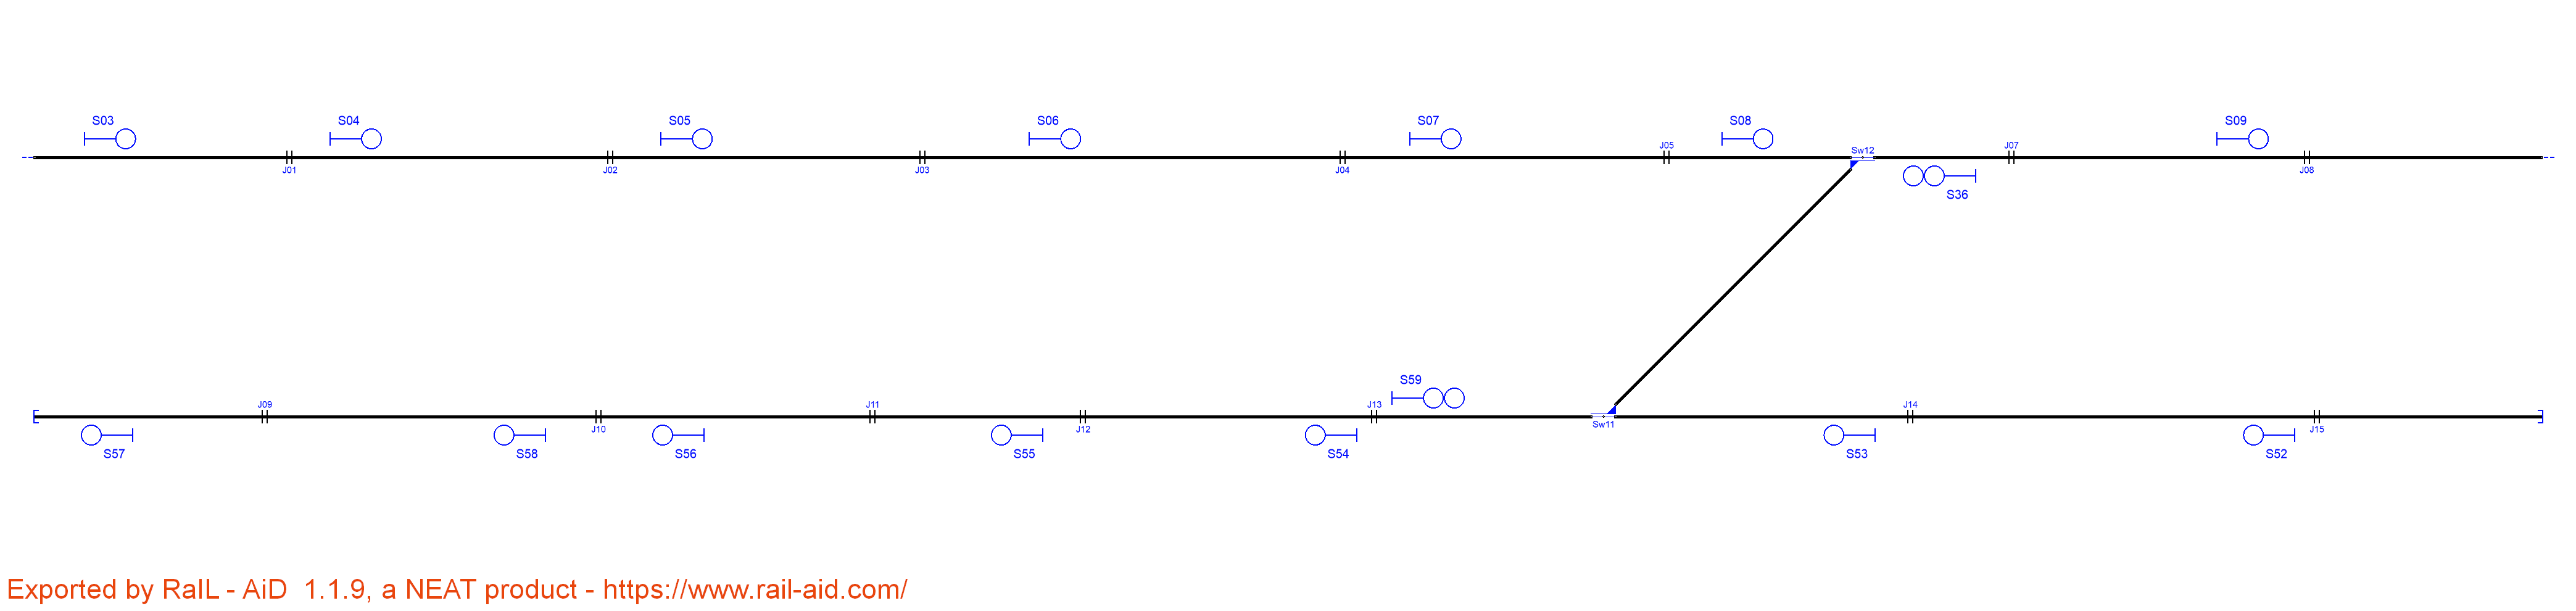 S03 S04 S05 S06 S07 S08 S09
J05 Sw12 J07
J01 J02 J03 J04 J08
S36
S59
J09 J11 J13 J14
Sw11
J10 J12 J15
S57 S58 S56 S55 S54 S53 S52
Exported by RaIL - AiD 1.1.9, a NEAT product - https://www.rail-aid.com/